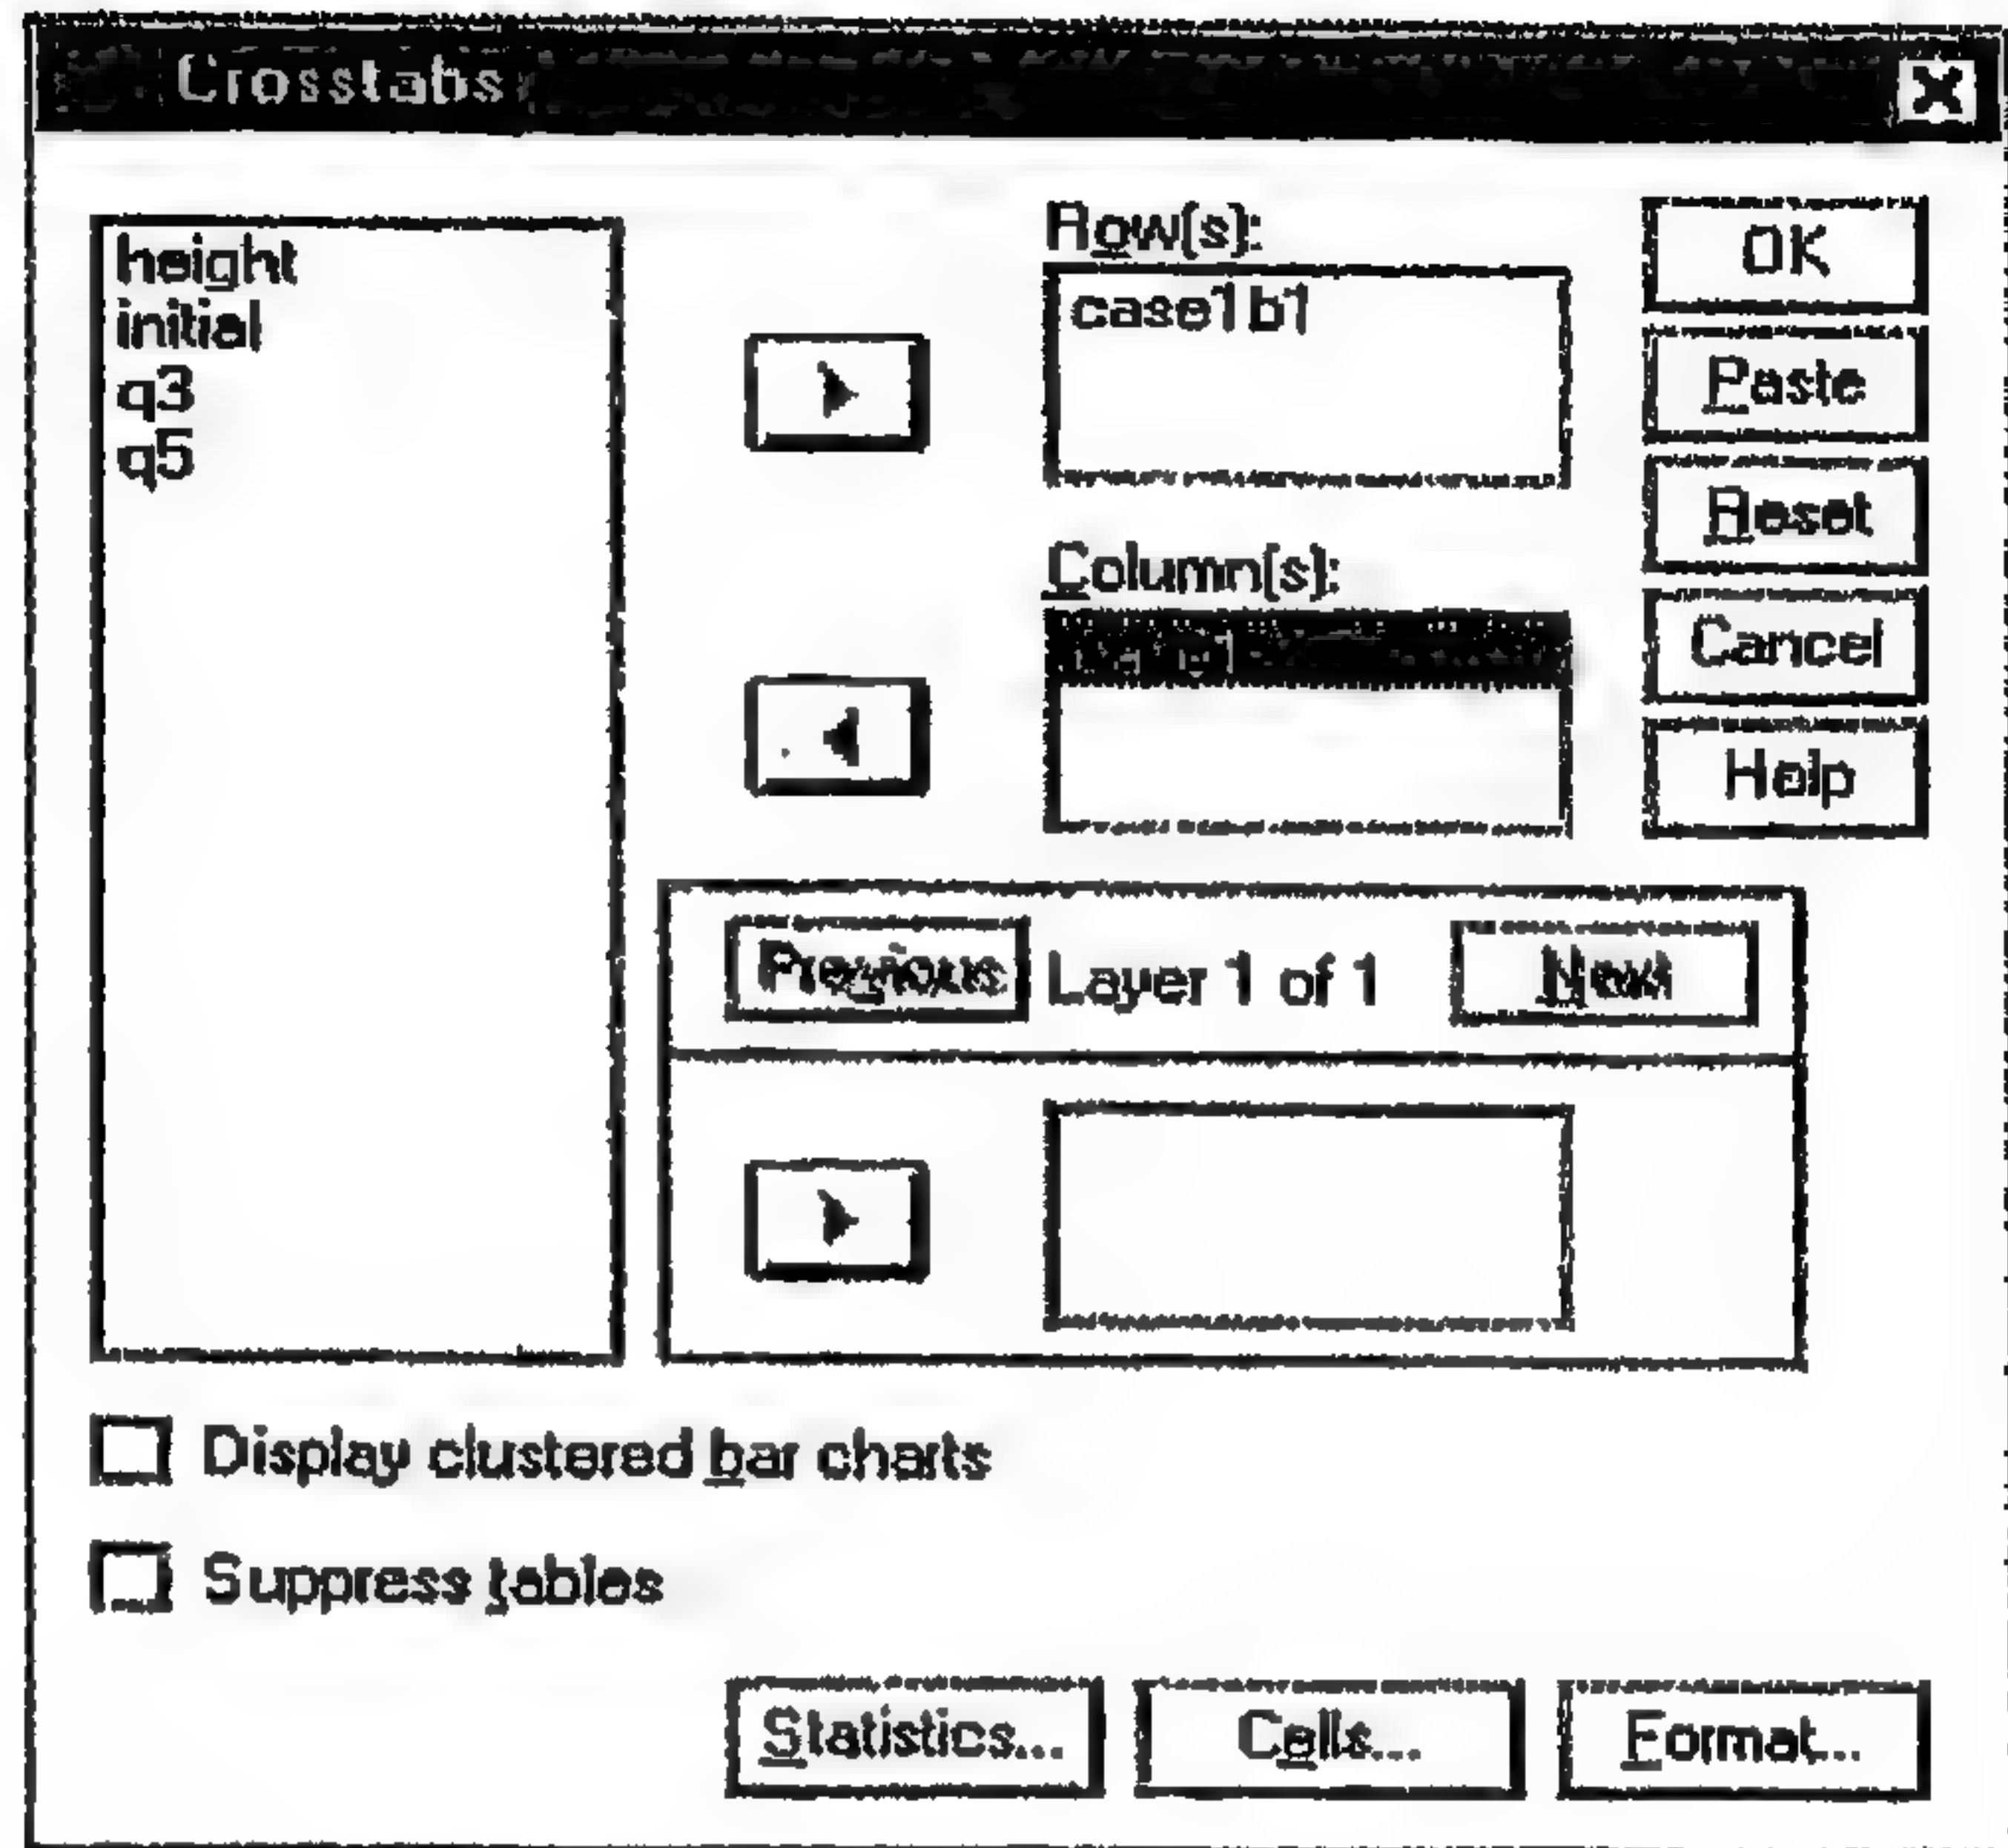 Crosstabs
height
initial
q3
q5
Row(s):
case1b1
Column(s):
OK
Paste
Reset
Cancel
Help
Previous Layer 1 of 1 Next
Display clustered bar charts
Suppress tables
Statistics... Cells... Format...